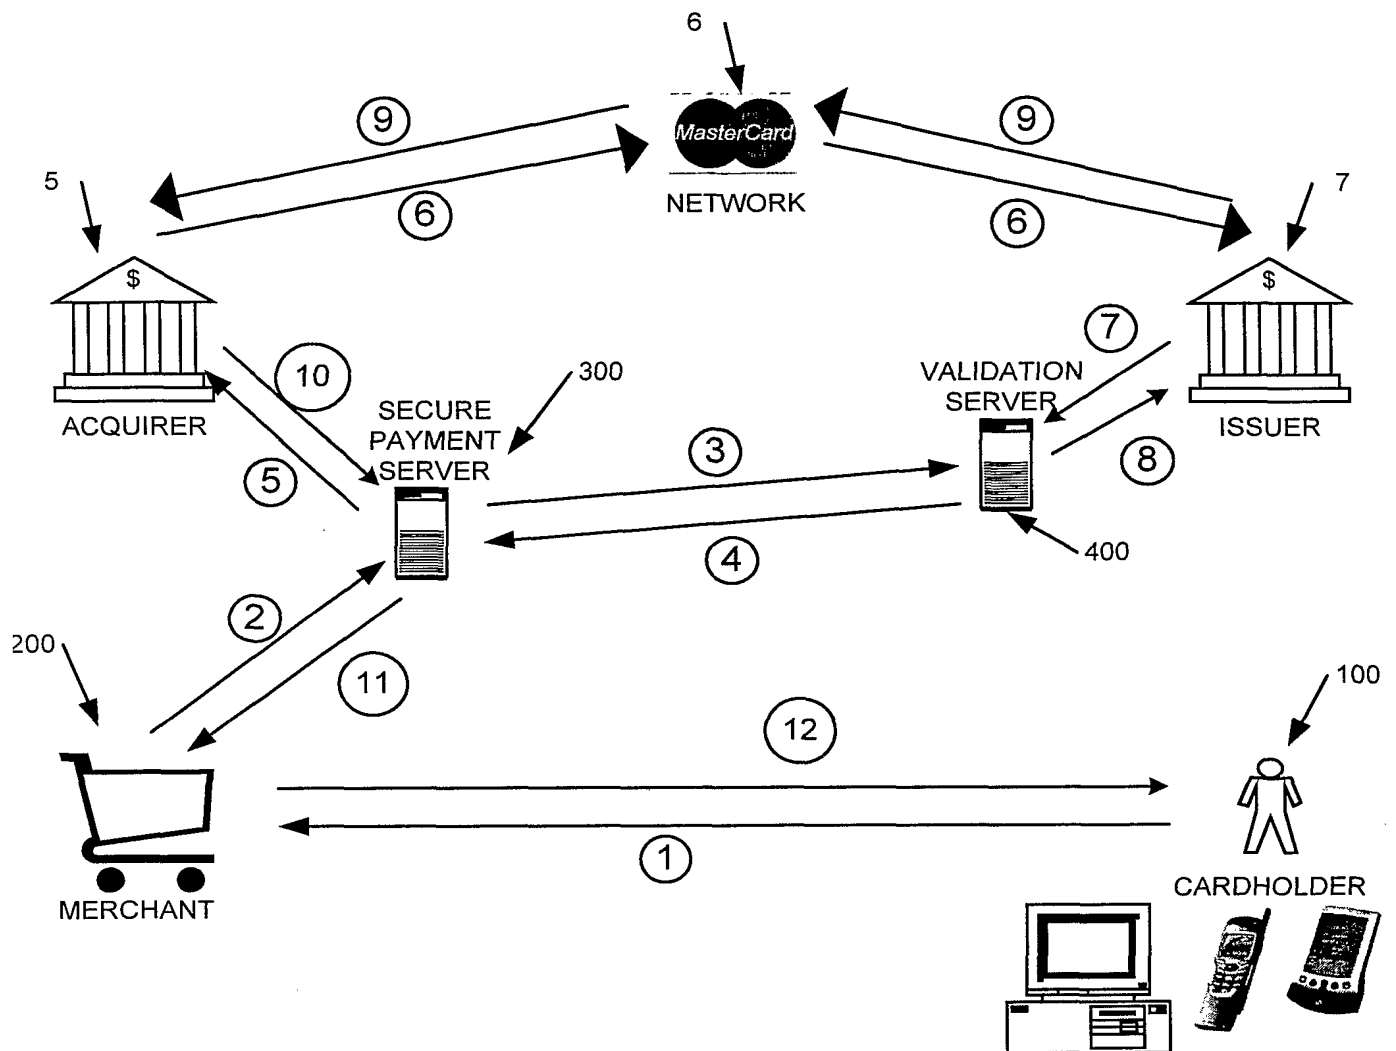 6
9
MasterCard
9
5
6
NETWORK
6
7
$
$
7
10
300
VALIDATION
SERVER
ACQUIRER
SECURE
PAYMENT
SERVER
ISSUER
5
3
8
4
400
2
200
11
100
12
1
MERCHANT
CARDHOLDER